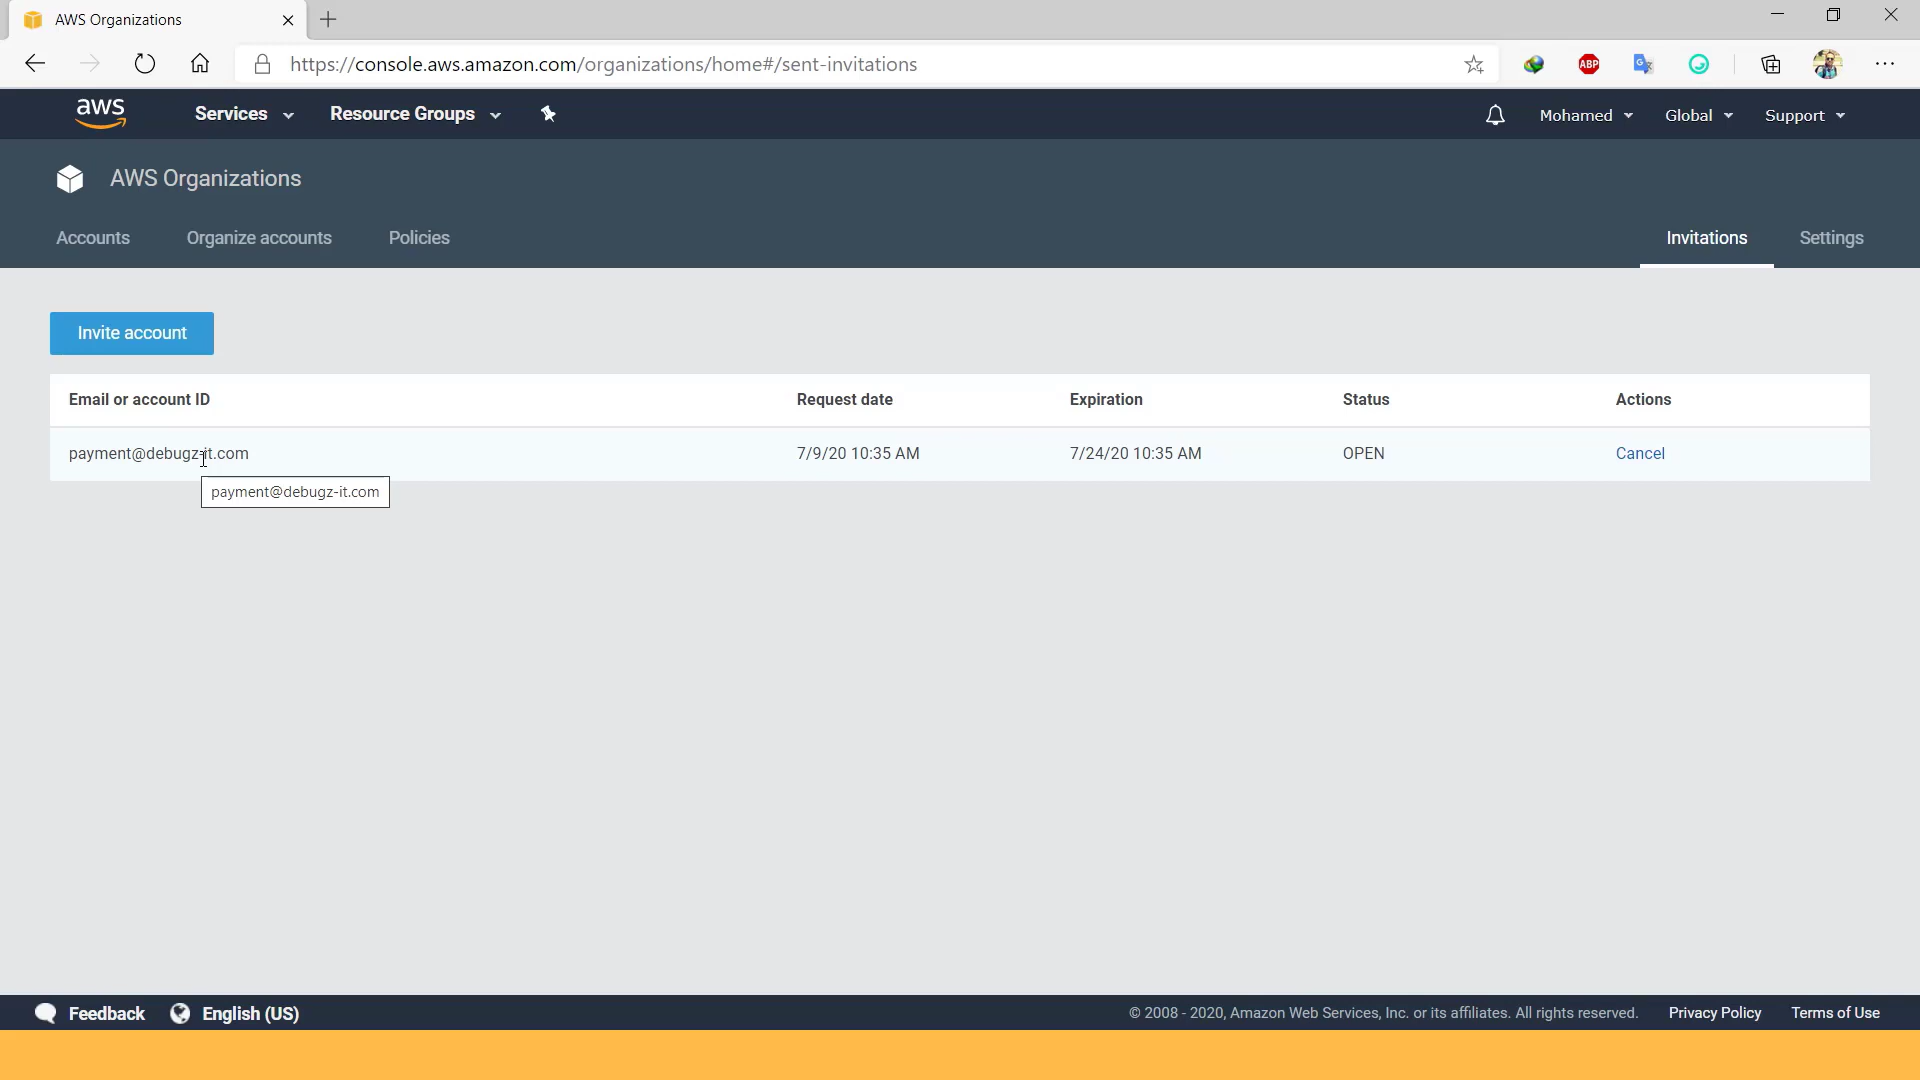 AWS Organizations
https://console.aws.amazon.com/organizations/home#/sent-invitations
ABP
aws
Services
Resource Groups
Mohamed
Global
Support
AWS Organizations
Accounts
Organize accounts
Policies
Invitations
Settings
Invite account
Email or account ID
Request date
Expiration
Status
Actions
payment@debugz-it.com
7/9/20 10:35 AM
7/24/20 10:35 AM
OPEN
Cancel
payment@debugz-it.com
Feedback
English (US)
© 2008 - 2020, Amazon Web Services, Inc. or its affiliates. All rights reserved.
Privacy Policy
Terms of Use